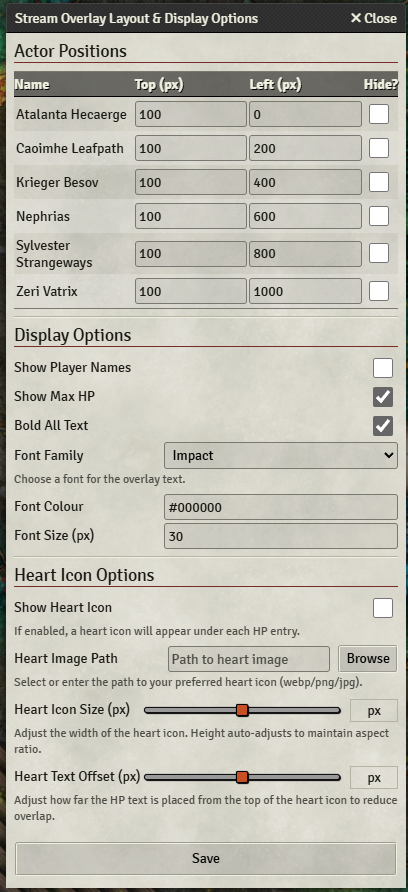 Stream Overlay Layout & Display Options ✕ Close
Actor Positions
Name Top (px) Left (px) Hide?
Atalanta Hecaerge 100 0
Caoimhe Leafpath 100 200
Krieger Besov 100 400
Nephrias 100 600
Sylvester
Strangeways 100 800
Zeri Vatrix 100 1000
Display Options
Show Player Names
Show Max HP
Bold All Text
Font Family Impact
Choose a font for the overlay text.
Font Colour #000000
Font Size (px) 30
Heart Icon Options
Show Heart Icon
If enabled, a heart icon will appear under each HP entry.
Heart Image Path Path to heart image Browse
Select or enter the path to your preferred heart icon (webp/png/jpg).
Heart Icon Size (px) px
Adjust the width of the heart icon. Height auto-adjusts to maintain aspect
ratio.
Heart Text Offset (px) px
Adjust how far the HP text is placed from the top of the heart icon to reduce
overlap.
Save